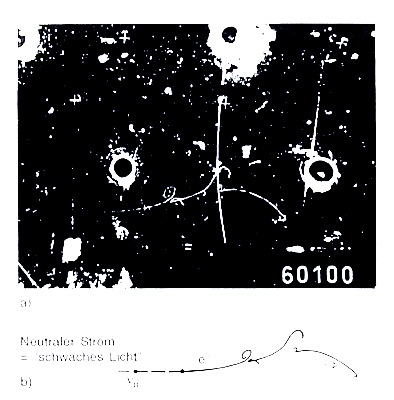 60100
a)
Neutraler Strom
= "schwaches Licht"
e
b)